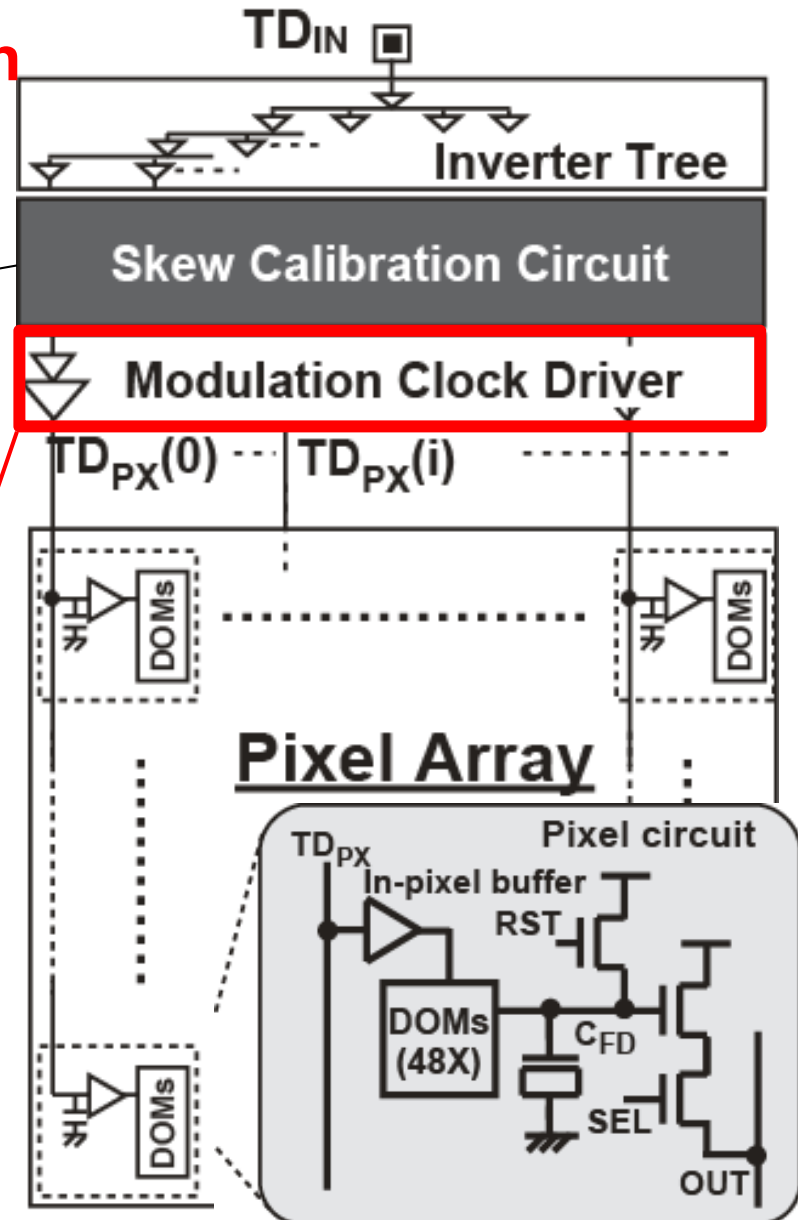 TDIN
n
Inverter Tree
Skew Calibration Circuit
Modulation Clock Driver
TDPX(0) TDPX(i)
DOMs DOMs
Pixel Array
Pixel circuit
TDPX
In-pixel buffer
RST
DOMs
(48X)
CFD
SEL
OUT
DOMs